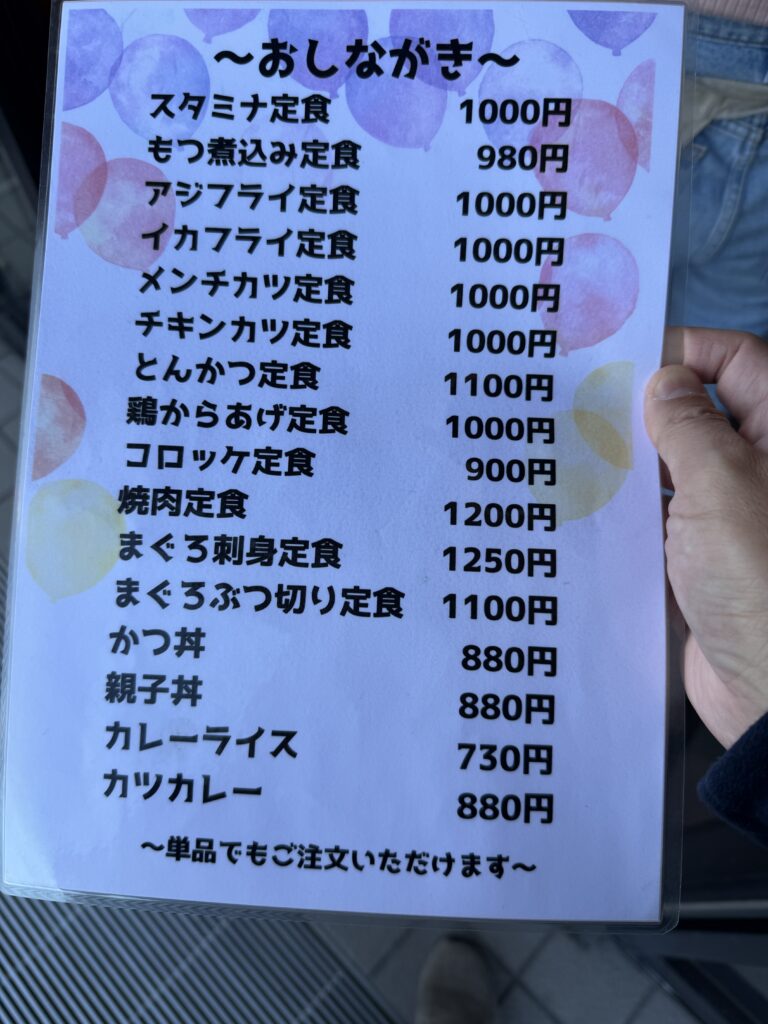 ～おしながき～
スタミナ定食 1000円
もつ煮込み定食 980円
アジフライ定食 1000円
イカフライ定食 1000円
メンチカツ定食 1000円
チキンカツ定食 1000円
とんかつ定食 1100円
鶏からあげ定食 1000円
コロッケ定食 900円
焼肉定食 1200円
まぐろ刺身定食 1250円
まぐろぶつ切り定食 1100円
かつ丼 880円
親子丼 880円
カレーライス 730円
カツカレー 880円
～単品でもご注文いただけます～